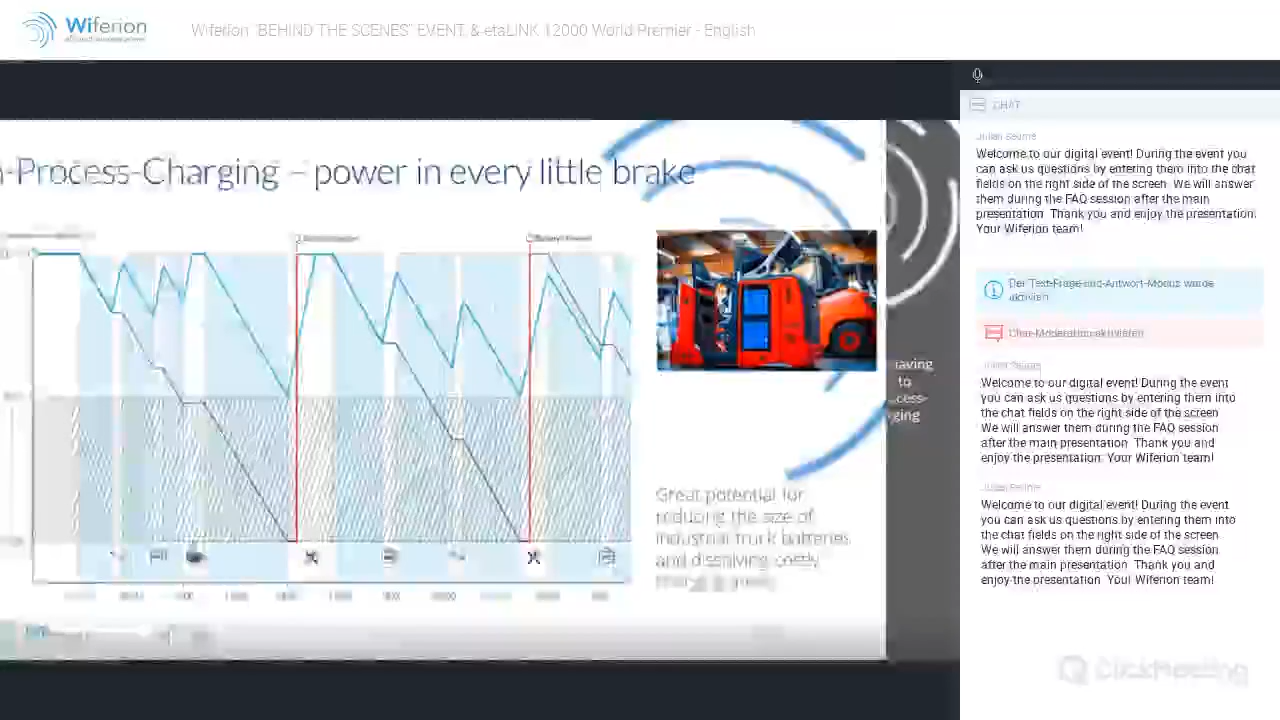 Wiferion
Wiferion "BEHIND THE SCENES" EVENT & etaLINK 12000 World Premier - English
CHAT
-Process-Charging – power in every little brake
Great potential for
reducing the size of
industrial truck batteries
and dissolving costly
aving
to
cess-
ging
Welcome to our digital event! During the event you
can ask us questions by entering them into the chat
fields on the right side of the screen. We will answer
them during the FAQ session after the main
presentation. Thank you and enjoy the presentation.
Your Wiferion team!
Der Text-Frage-und-Antwort-Modus wurde
aktiviert
Chat-Moderation aktivieren
Welcome to our digital event! During the event
you can ask us questions by entering them into
the chat fields on the right side of the screen.
We will answer them during the FAQ session
after the main presentation. Thank you and
enjoy the presentation. Your Wiferion team!
Welcome to our digital event! During the event
you can ask us questions by entering them into
the chat fields on the right side of the screen.
We will answer them during the FAQ session
after the main presentation. Thank you and
enjoy the presentation. Your Wiferion team!
ClickMeeting